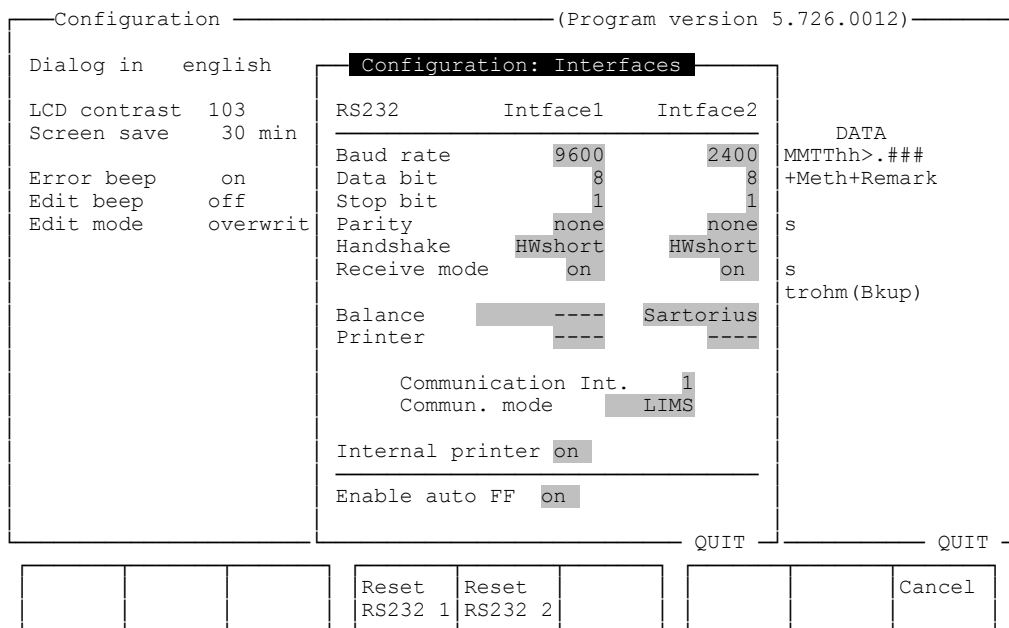 Configuration (Program version 5.726.0012)
Dialog in english
LCD contrast 103
Screen save 30 min
Error beep on
Edit beep off
Edit mode overwrit
Configuration: Interfaces
RS232 Intface1 Intface2
Baud rate 9600 2400
Data bit 8 8
Stop bit 1 1
Parity none none
Handshake HWshort HWshort
Receive mode on on
Balance ---- Sartorius
Printer ---- ----
Communication Int. 1
Commun. mode LIMS
Internal printer on
Enable auto FF on
QUIT
DATA
MMTThh>.###
+Meth+Remark
s
s
trohm(Bkup)
QUIT
Reset RS232 1
Reset RS232 2
Cancel